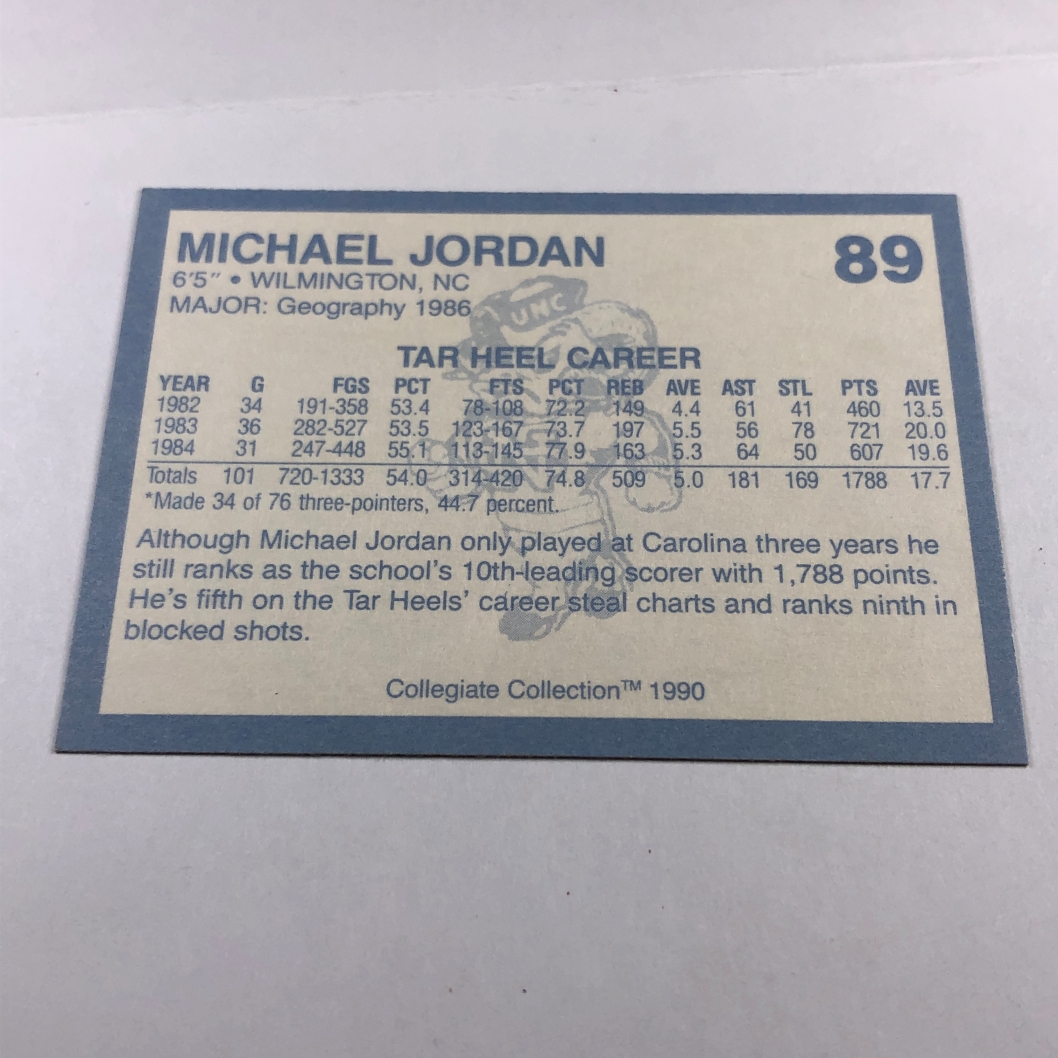 MICHAEL JORDAN 89
6'5" • WILMINGTON, NC
MAJOR: Geography 1986
UNC
TAR HEEL CAREER
YEAR G FGS PCT FTS PCT REB AVE AST STL PTS AVE
1982 34 191-358 53.4 78-108 72.2 149 4.4 61 41 460 13.5
1983 36 282-527 53.5 123-167 73.7 197 5.5 56 78 721 20.0
1984 31 247-448 55.1 113-145 77.9 163 5.3 64 50 607 19.6
Totals 101 720-1333 54.0 314-420 74.8 509 5.0 181 169 1788 17.7
*Made 34 of 76 three-pointers, 44.7 percent.
Although Michael Jordan only played at Carolina three years he
still ranks as the school's 10th-leading scorer with 1,788 points.
He's fifth on the Tar Heels' career steal charts and ranks ninth in
blocked shots.
Collegiate Collection™ 1990